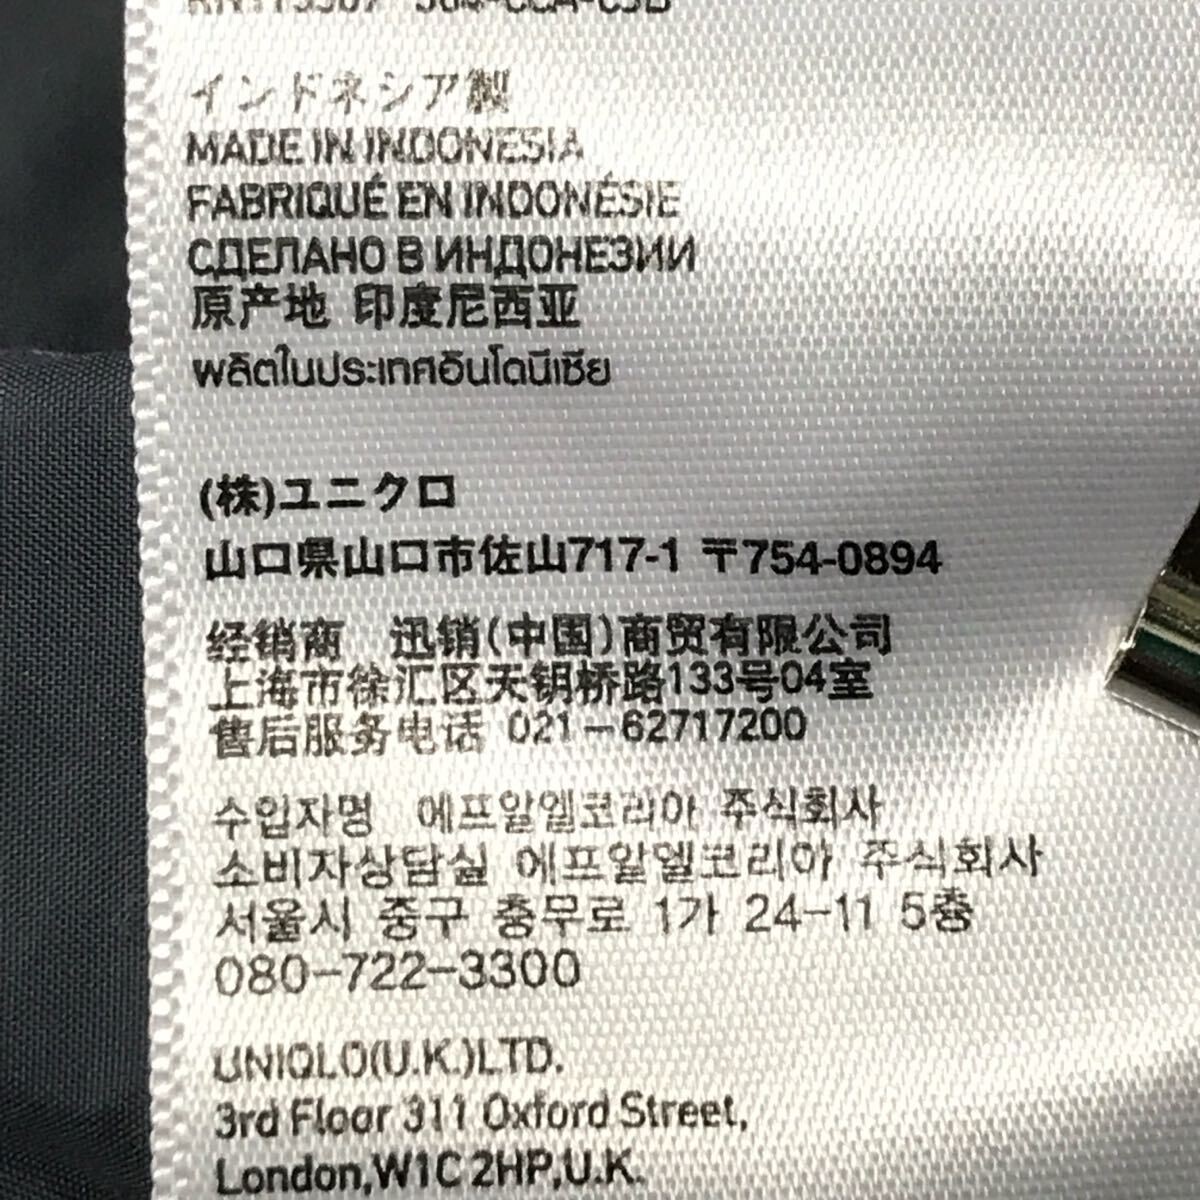 インドネシア製
MADE IN INDONESIA
FABRIQUÉ EN INDONÉSIE
СДЕЛАНО В ИНДОНЕЗИИ
原产地 印度尼西亚
ผลิตในประเทศอินโดนีเซีย
(株)ユニクロ
山口県山口市佐山717-1 〒754-0894
经销商 迅销(中国)商贸有限公司
上海市徐汇区天钥桥路133号04室
售后服务电话 021-62717200
수입자명 에프알엘코리아 주식회사
소비자상담실 에프알엘코리아 주식회사
서울시 중구 충무로 1가 24-11 5층
080-722-3300
UNIQLO(U.K.)LTD.
3rd Floor 311 Oxford Street,
London,W1C 2HP,U.K.